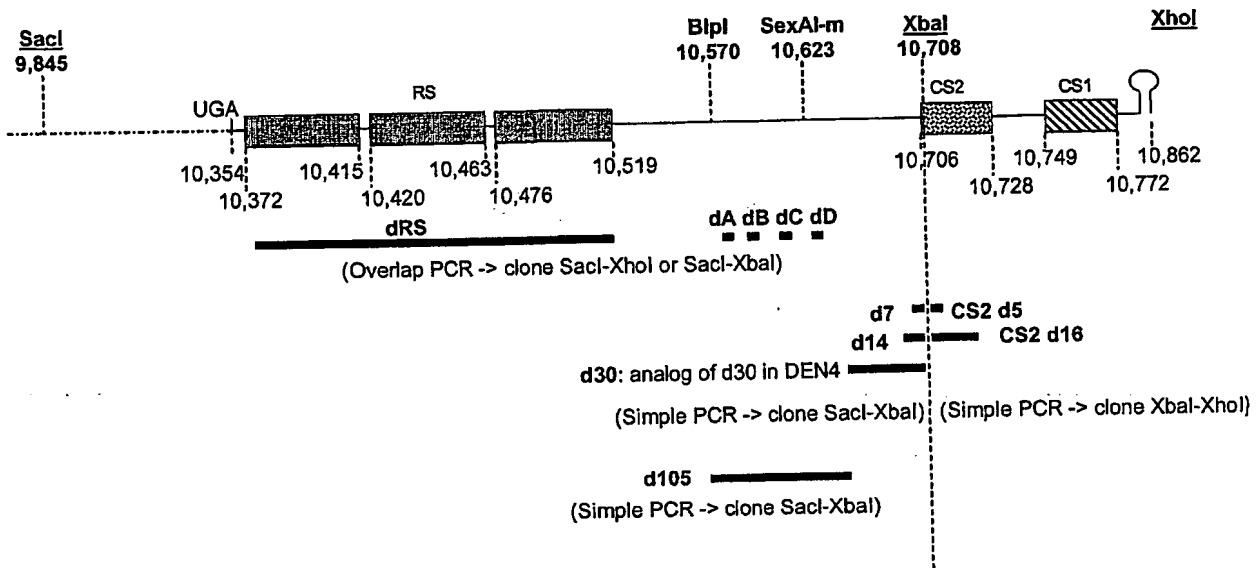 SacI
9,845
BlpI
10,570
SexAI-m
10,623
XbaI
10,708
XhoI
UGA
RS
CS2
CS1
10,354
10,372
10,415
10,420
10,463
10,476
10,519
10,706
10,728
10,749
10,772
10,862
dRS
dA dB dC dD
(Overlap PCR -> clone SacI-XhoI or SacI-XbaI)
d7 CS2 d5
d14 CS2 d16
d30: analog of d30 in DEN4
(Simple PCR -> clone SacI-XbaI) (Simple PCR -> clone XbaI-XhoI)
d105
(Simple PCR -> clone SacI-XbaI)